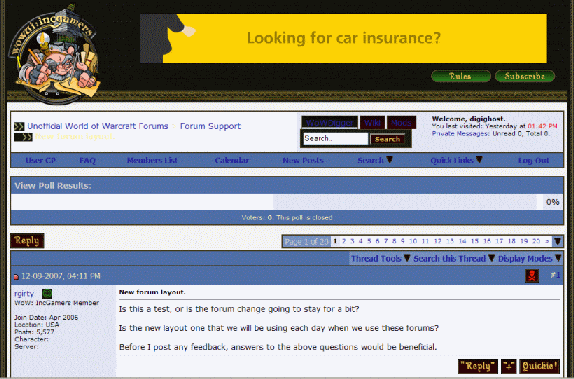 wowui.incgamers
Looking for car insurance?
Rules Subscribe
Unofficial World of Warcraft Forums Forum Support
WoWDigger Wiki Music
Search.. Search
Welcome, digighost.
You last visited: Yesterday at 01:42 PM
Private Messages: Unread 0, Total 0.
User CP FAQ Members List Calendar New Posts Search Quick Links Log Out
View Poll Results:
0%
Voters: 0. This poll is closed
Reply
Page 1 of 23 1 2 3 4 5 6 7 8 9 10 11 12 13 14 15 16 17 18 19 20 >
Thread Tools Search this Thread Display Modes
12-09-2007, 04:11 PM
#1
rgirty
WoW: IncGamers Member
Join Date: Apr 2006
Location: USA
Posts: 5,577
Character:
Server:
New forum layout.
Is this a test, or is the forum change going to stay for a bit?
Is the new layout one that we will be using each day when we use these forums?
Before I post any feedback, answers to the above questions would be beneficial.
"Reply" "+" Quickie!